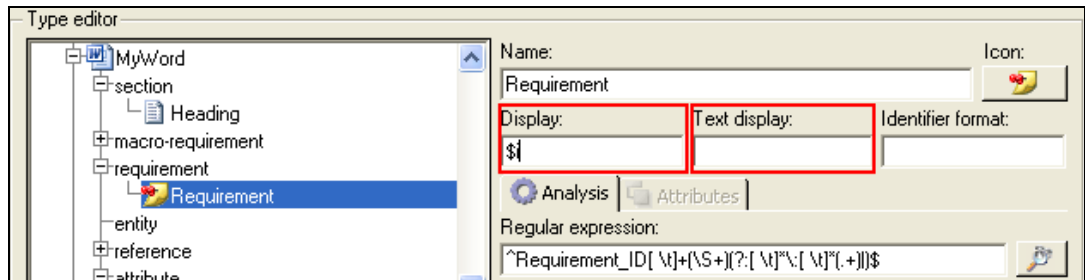 Type editor
MyWord
section
Heading
macro-requirement
requirement
Requirement
entity
reference
attribute
Name:
Icon:
Requirement
Display:
Text display:
Identifier format:
$i
Analysis
Attributes
Regular expression:
^Requirement_ID[ \t]+(\S+)(?:[ \t]*\:[ \t]*(.+)|)$